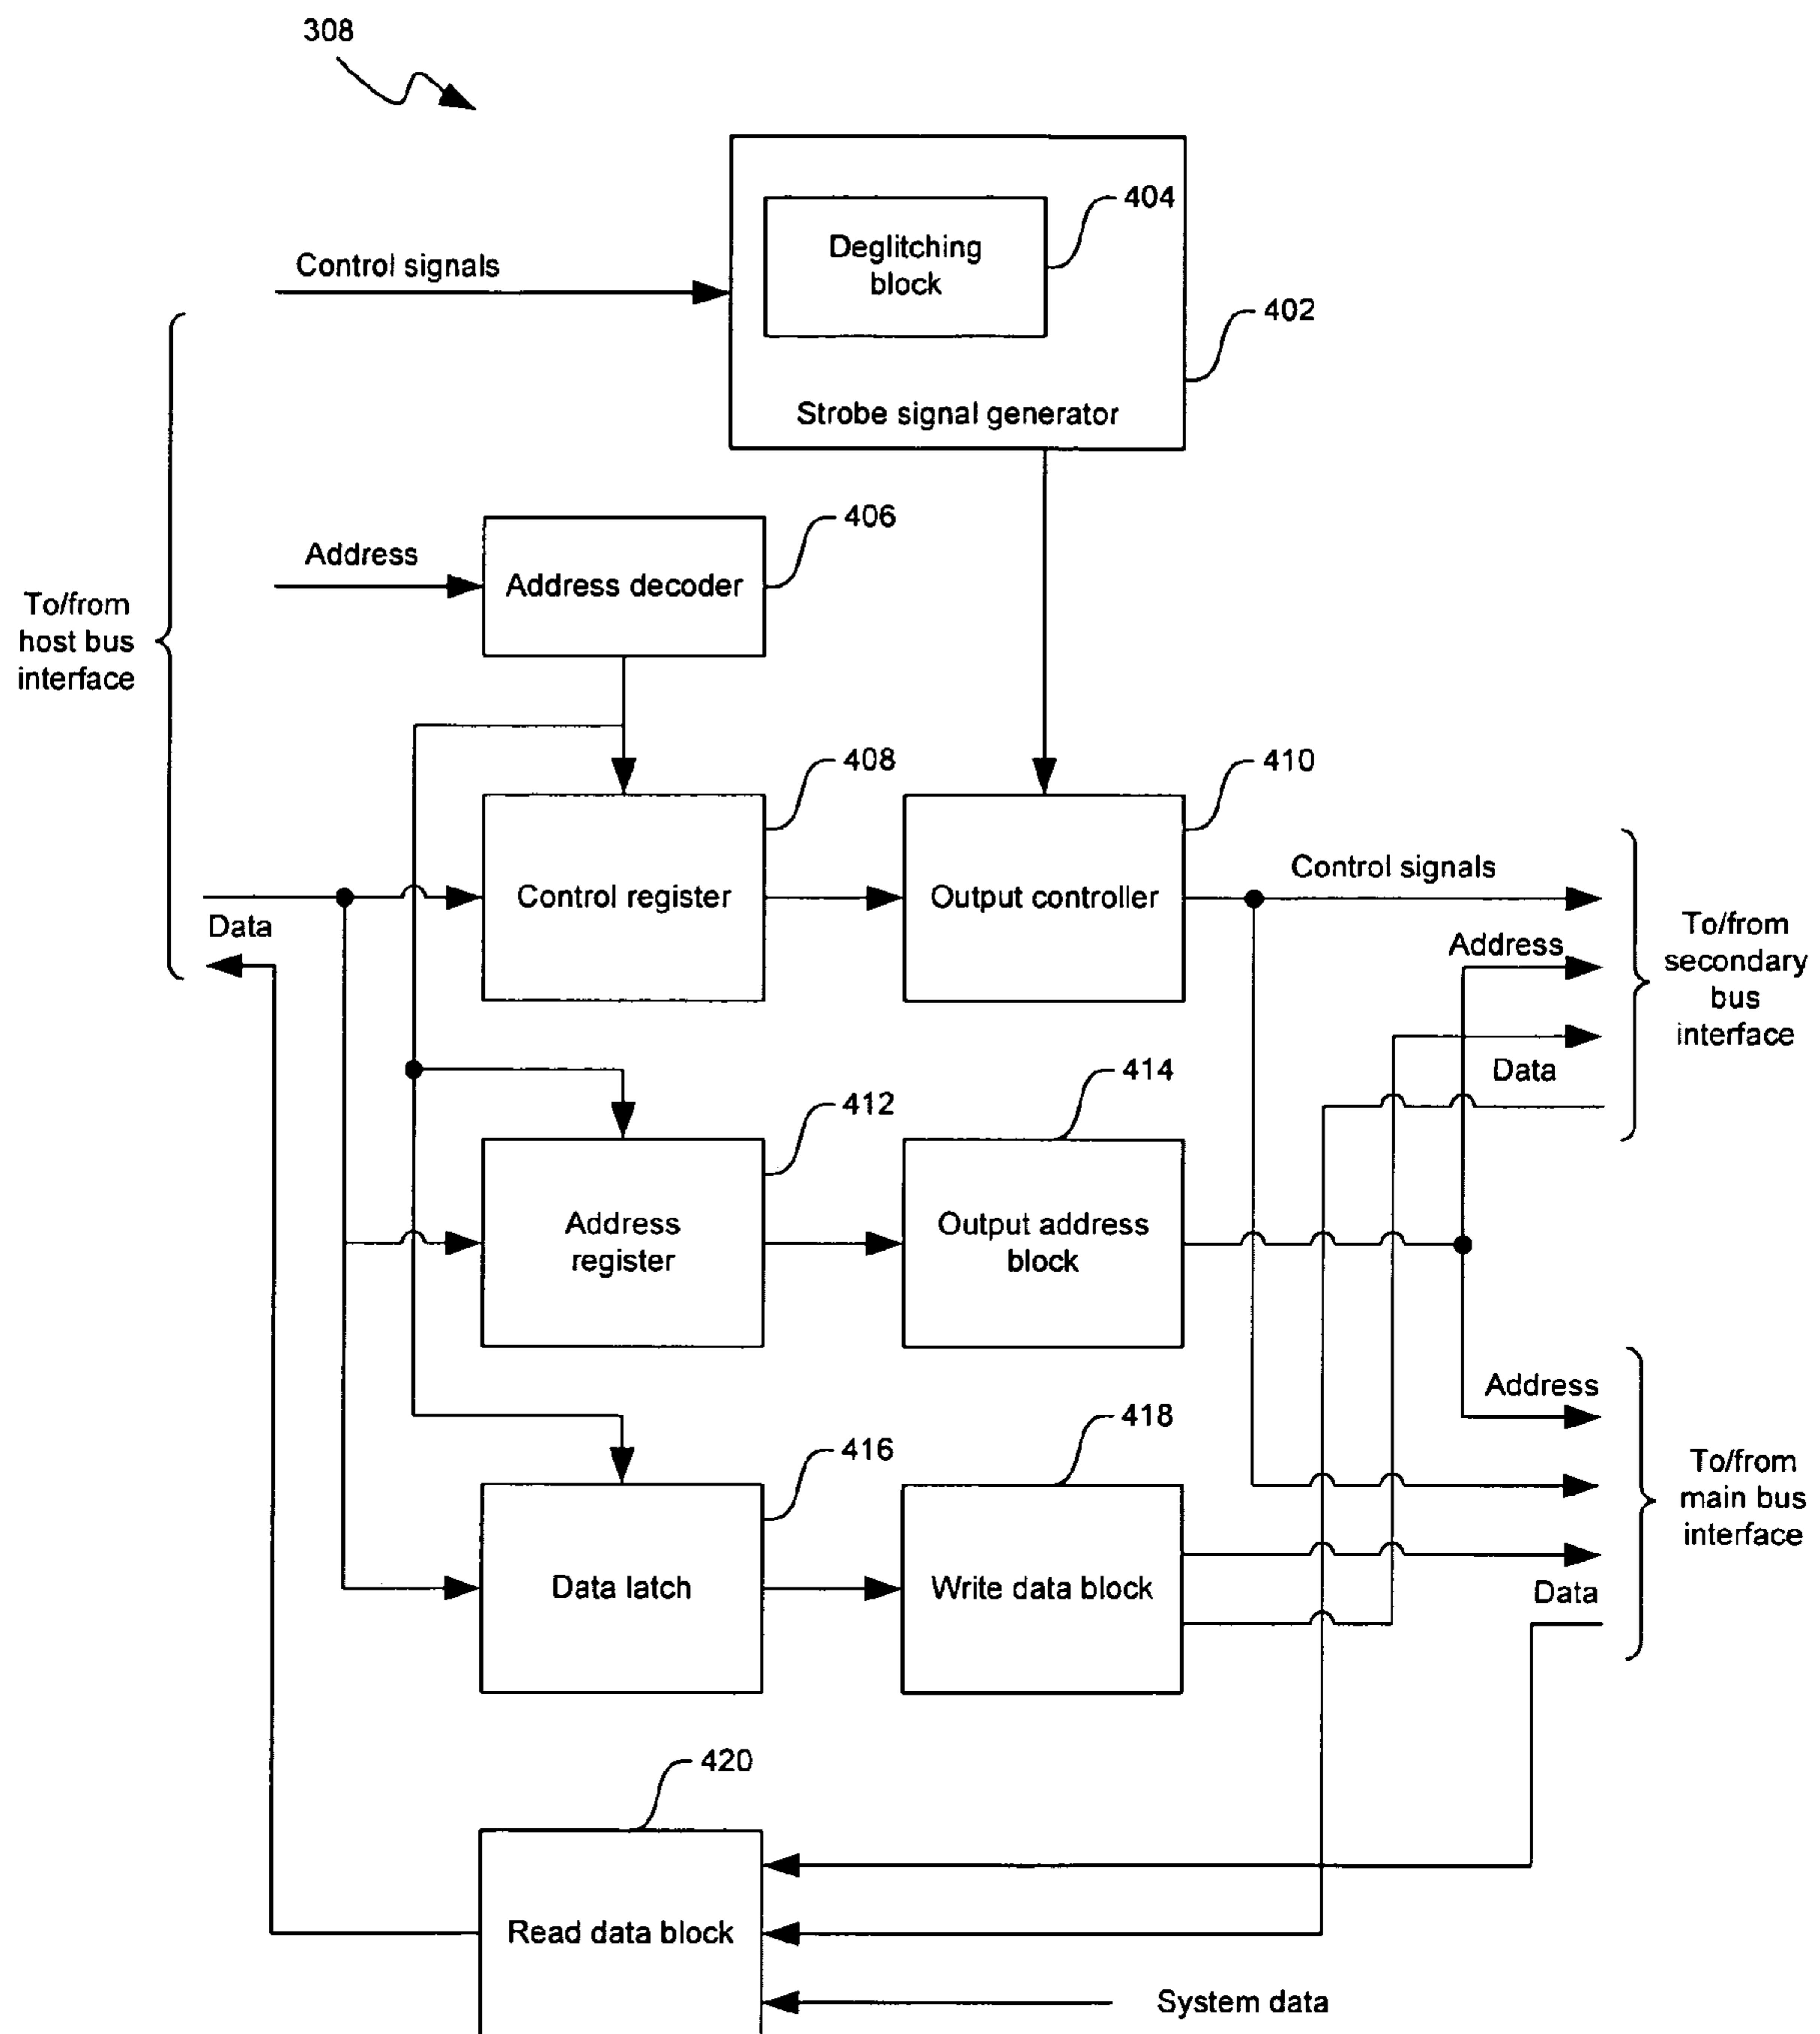 308
404
Deglitching
block
Control signals
402
Strobe signal generator
406
Address
Address decoder
To/from
host bus
interface
408
410
Control signals
Control register
Output controller
Data
To/from
secondary
bus
interface
Address
Data
414
412
Address
register
Output address
block
Address
418
416
To/from
main bus
interface
Data latch
Write data block
Data
420
Read data block
System data